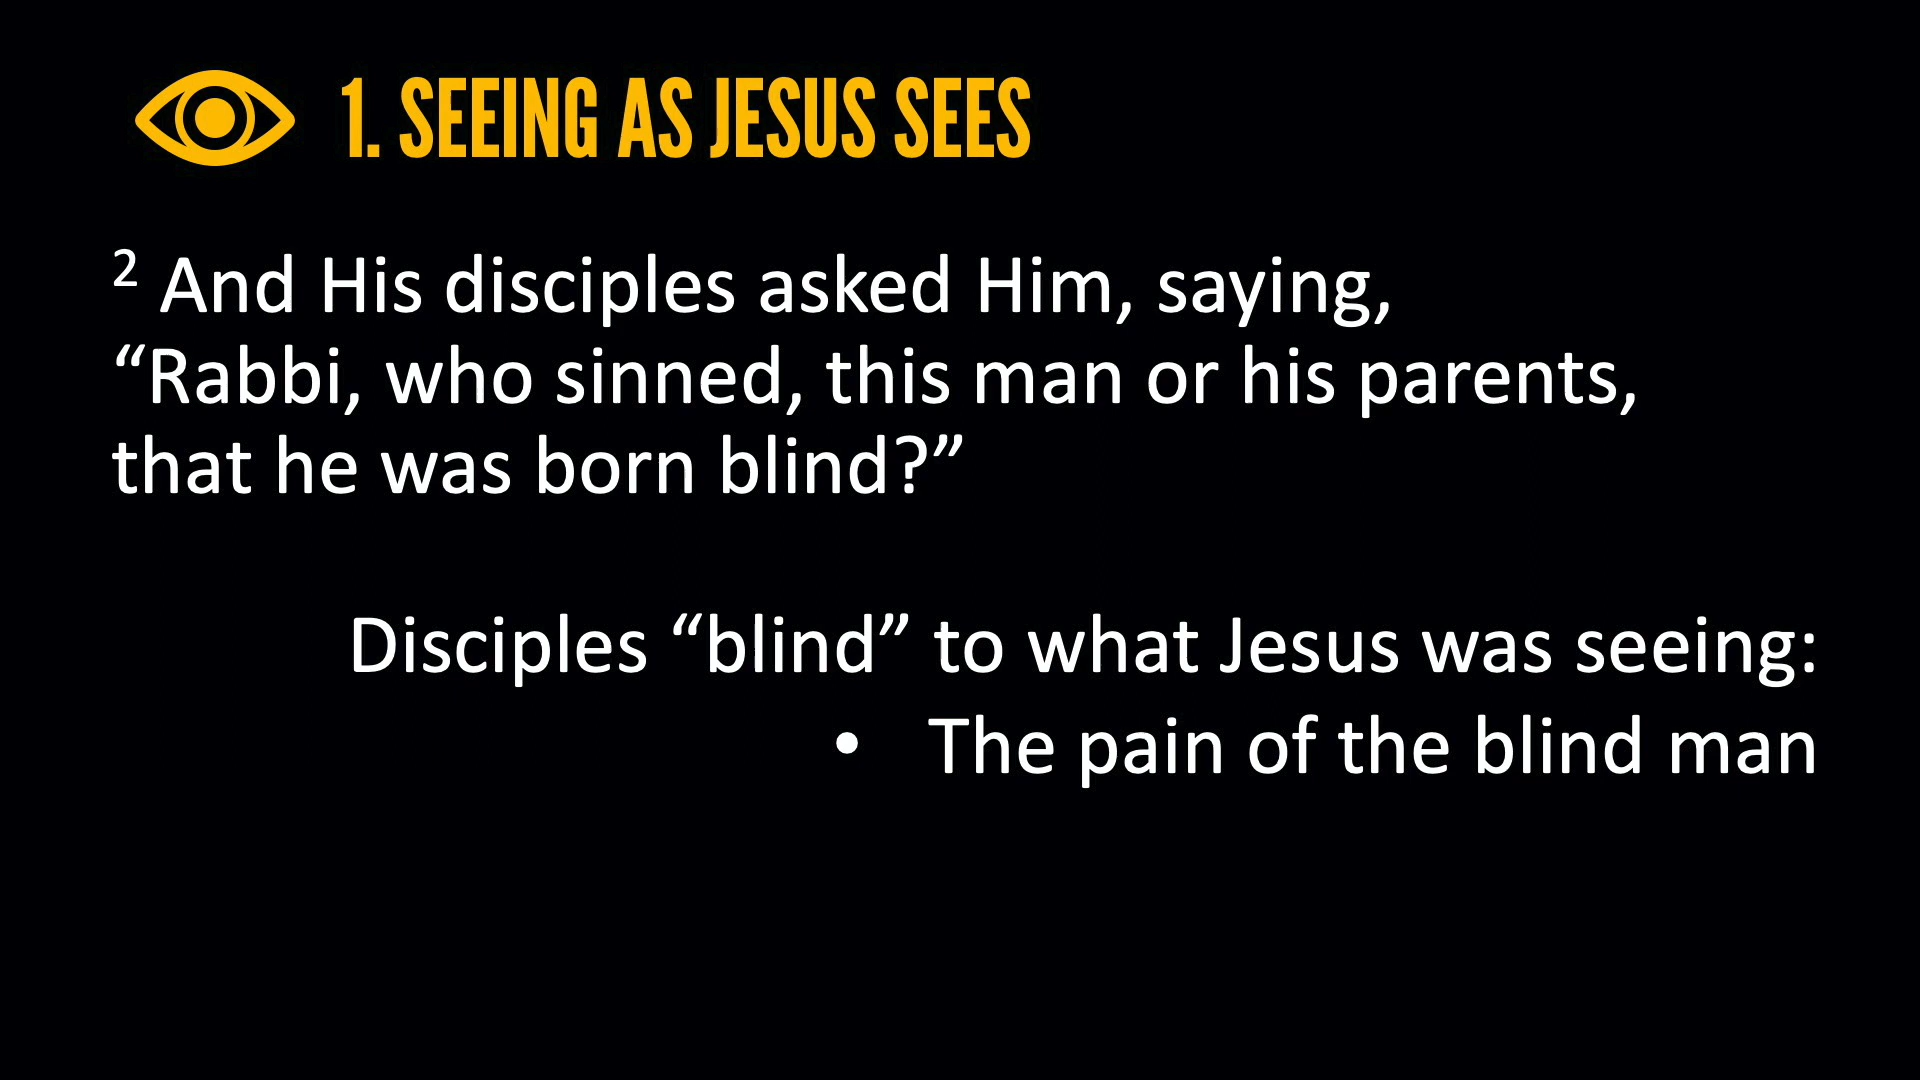 1. SEEING AS JESUS SEES
² And His disciples asked Him, saying,
“Rabbi, who sinned, this man or his parents,
that he was born blind?”
Disciples “blind” to what Jesus was seeing:
• The pain of the blind man